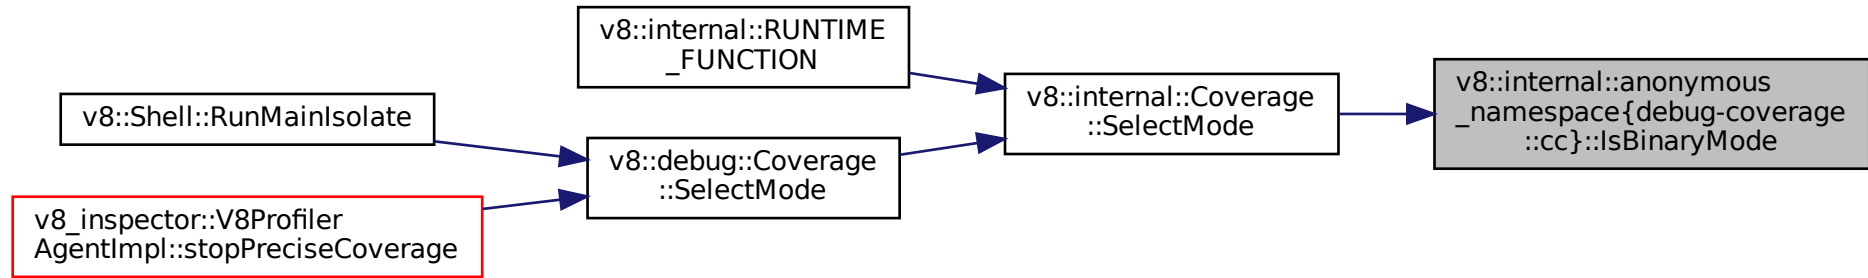 v8::internal::RUNTIME
_FUNCTION
v8::Shell::RunMainIsolate
v8::debug::Coverage
::SelectMode
v8_inspector::V8Profiler
AgentImpl::stopPreciseCoverage
v8::internal::Coverage
::SelectMode
v8::internal::anonymous
_namespace{debug-coverage
::cc}::IsBinaryMode